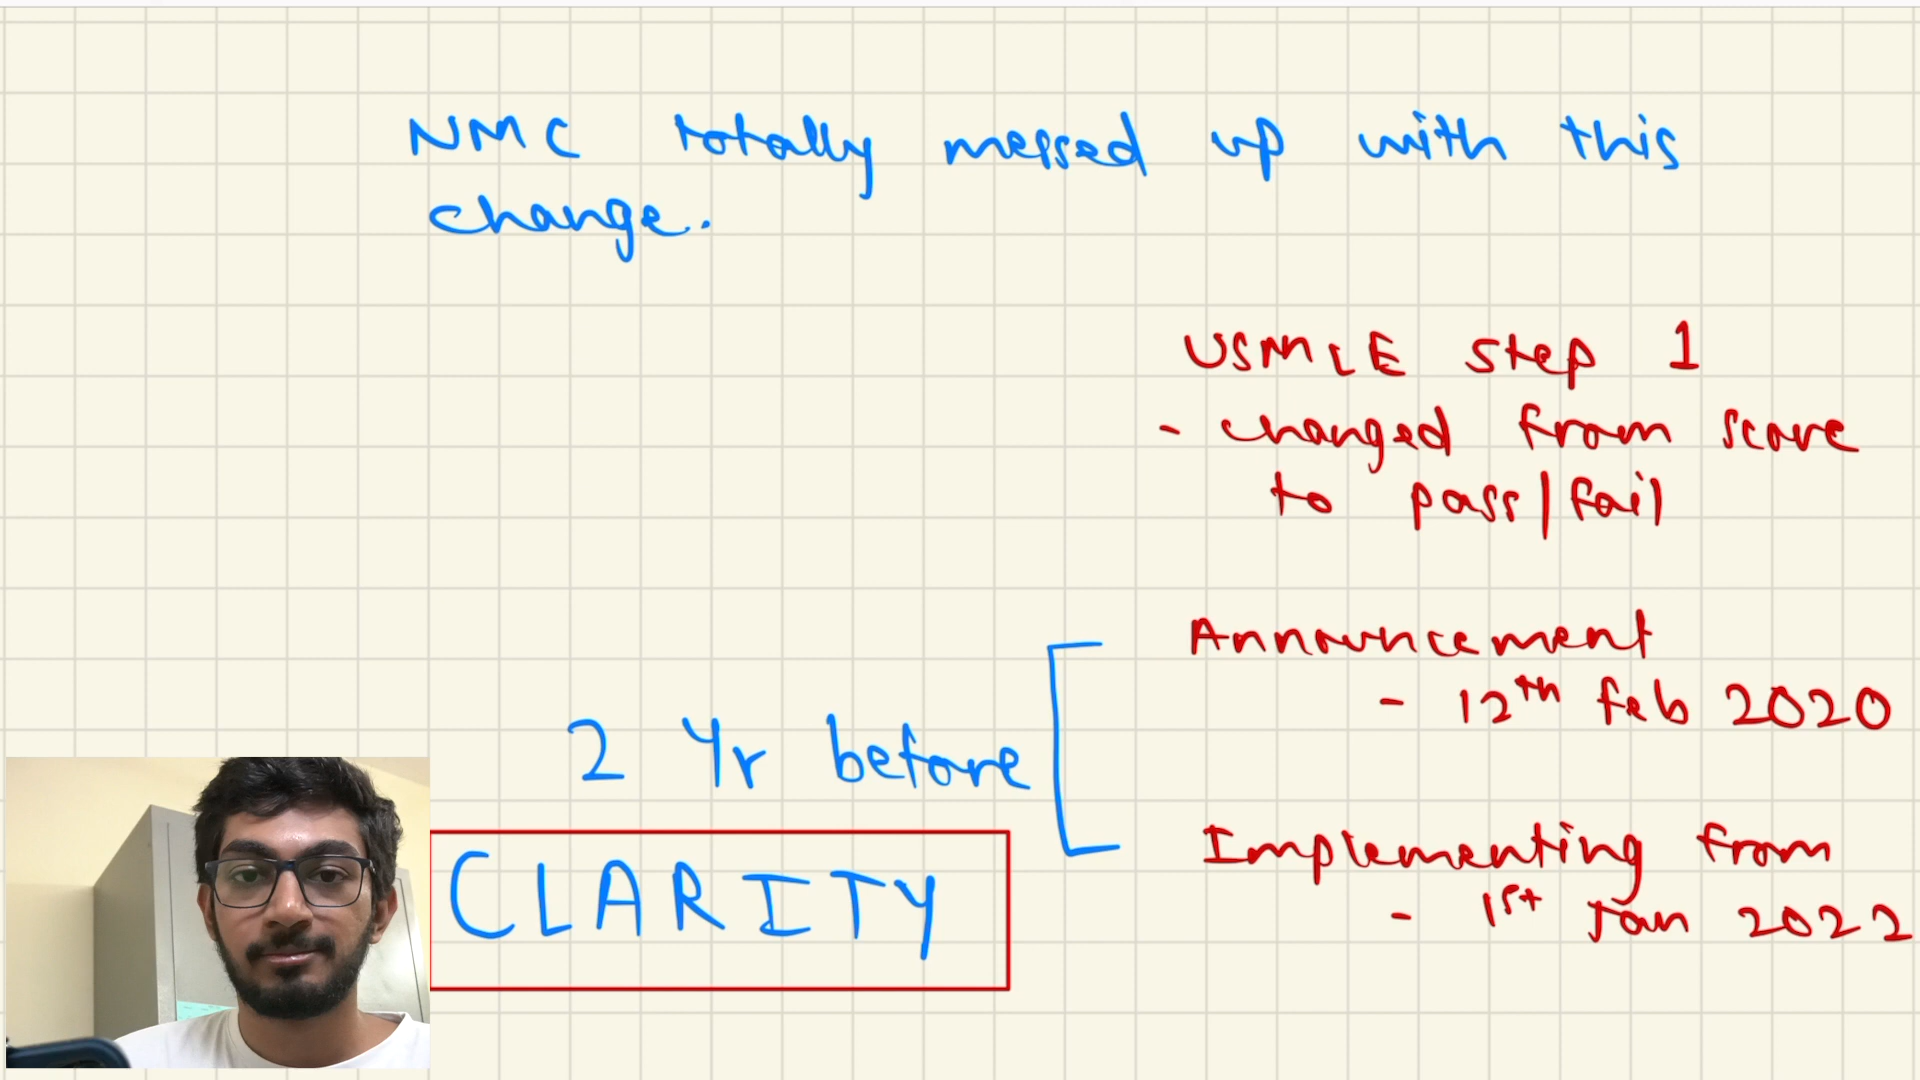 NMC totally messed up with this
change.
USMLE Step 1
- changed from score
to pass/fail
Announcement
- 12th Feb 2020
2 Yr before
Implementing from
- 1st Jan 2022
CLARITY